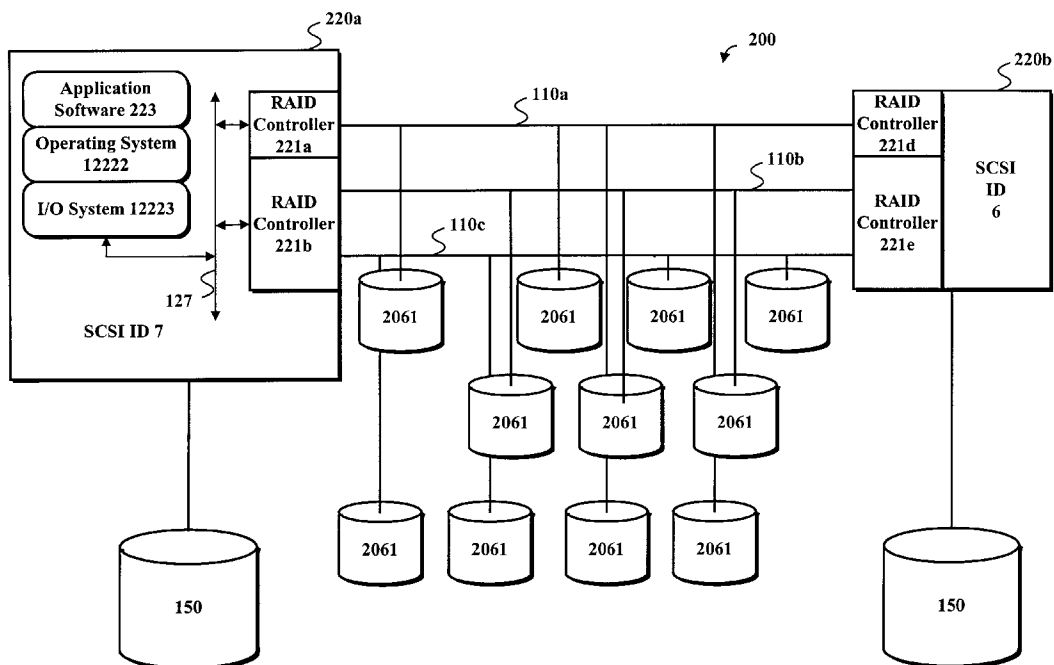 220a
200
220b
Application
Software 223
Operating System
12222
I/O System 12223
127
SCSI ID 7
RAID
Controller
221a
RAID
Controller
221b
110a
110b
110c
RAID
Controller
221d
RAID
Controller
221e
SCSI
ID
6
2061
2061
2061
2061
2061
2061
2061
2061
2061
2061
2061
150
150